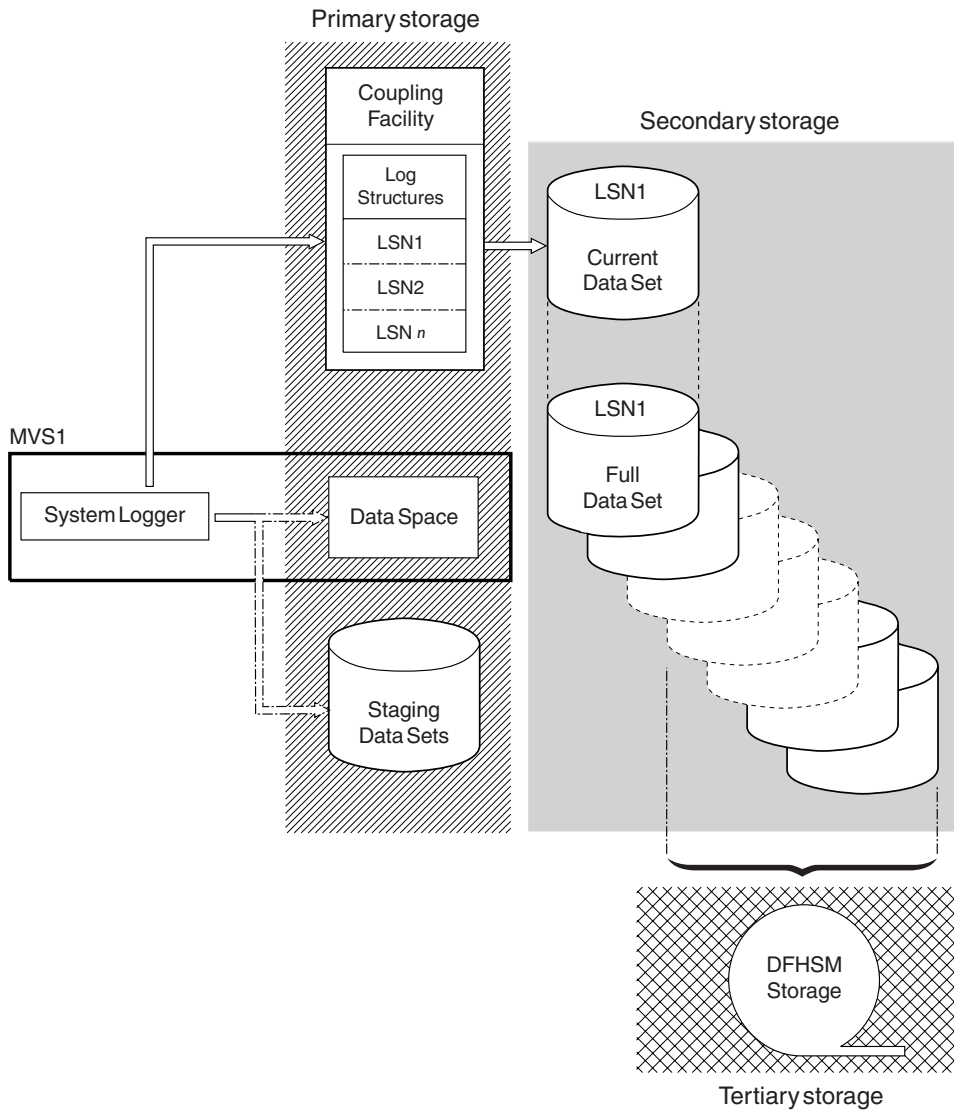 Primary storage
Coupling
Facility
Log
Structures
LSN1
LSN2
LSN n
Secondary storage
LSN1
Current
Data Set
LSN1
Full
Data Set
MVS1
System Logger
Data Space
Staging
Data Sets
DFHSM
Storage
Tertiary storage